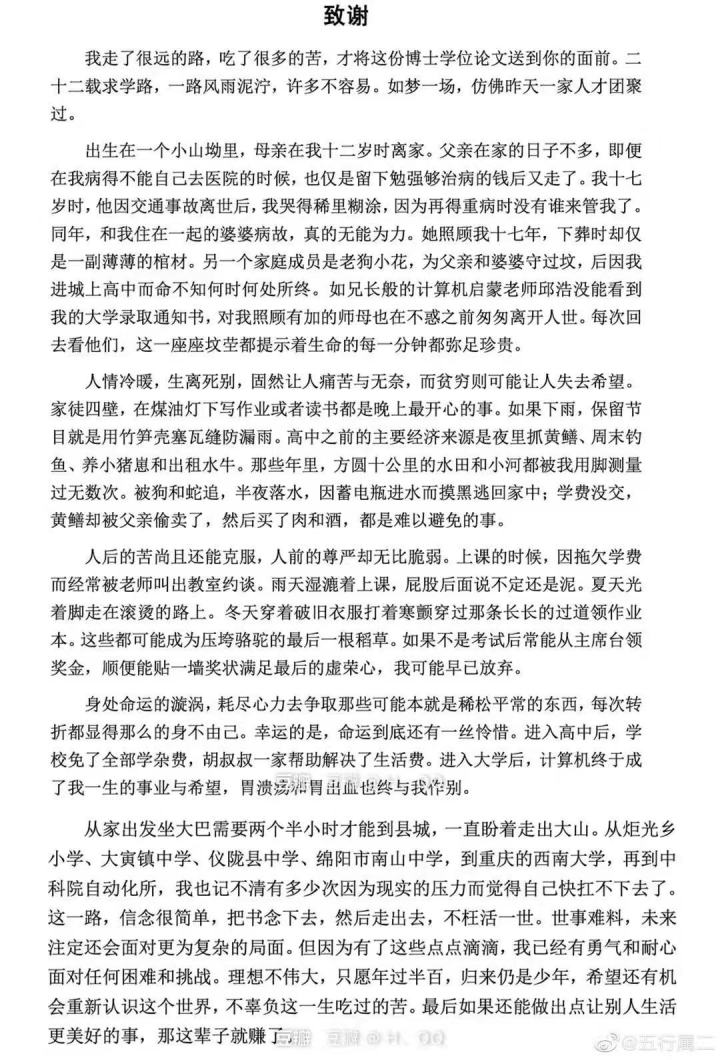 致谢
我走了很远的路，吃了很多的苦，才将这份博士学位论文送到你的面前。二
十二载求学路，一路风雨泥泞，许多不容易。如梦一场，仿佛昨天一家人才团聚
过。
出生在一个小山坳里，母亲在我十二岁时离家。父亲在家的日子不多，即便
在我病得不能自己去医院的时候，也仅是留下勉强够治病的钱后又走了。我十七
岁时，他因交通事故离世后，我哭得稀里糊涂，因为再得重病时没有谁来管我了。
同年，和我住在一起的婆婆病故，真的无能为力。她照顾我十七年，下葬时却仅
是一副薄薄的棺材。另一个家庭成员是老狗小花，为父亲和婆婆守过坟，后因我
进城上高中而命不知何时何处所终。如兄长般的计算机启蒙老师邱浩没能看到
我的大学录取通知书，对我照顾有加的师母也在不惑之前匆匆离开人世。每次回
去看他们，这一座座坟茔都提示着生命的每一分钟都弥足珍贵。
人情冷暖，生离死别，固然让人痛苦与无奈，而贫穷则可能让人失去希望。
家徒四壁，在煤油灯下写作业或者读书都是晚上最开心的事。如果下雨，保留节
目就是用竹笋壳塞瓦缝防漏雨。高中之前的主要经济来源是夜里抓黄鳝、周末钓
鱼、养小猪崽和出租水牛。那些年里，方圆十公里的水田和小河都被我用脚测量
过无数次。被狗和蛇追，半夜落水，因蓄电瓶进水而摸黑逃回家中；学费没交，
黄鳝却被父亲偷卖了，然后买了肉和酒，都是难以避免的事。
人后的苦尚且还能克服，人前的尊严却无比脆弱。上课的时候，因拖欠学费
而经常被老师叫出教室约谈。雨天湿漉着上课，屁股后面说不定还是泥。夏天光
着脚走在滚烫的路上。冬天穿着破旧衣服打着寒颤穿过那条长长的过道领作业
本。这些都可能成为压垮骆驼的最后一根稻草。如果不是考试后常能从主席台领
奖金，顺便能贴一墙奖状满足最后的虚荣心，我可能早已放弃。
身处命运的漩涡，耗尽心力去争取那些可能本就是稀松平常的东西，每次转
折都显得那么的身不由己。幸运的是，命运到底还有一丝怜惜。进入高中后，学
校免了全部学杂费，胡叔叔一家帮助解决了生活费。进入大学后，计算机终于成
了我一生的事业与希望，胃溃疡和胃出血也终与我作别。
从家出发坐大巴需要两个半小时才能到县城，一直盼着走出大山。从炬光乡
小学、大寅镇中学、仪陇县中学、绵阳市南山中学，到重庆的西南大学，再到中
科院自动化所，我也记不清有多少次因为现实的压力而觉得自己快扛不下去了。
这一路，信念很简单，把书念下去，然后走出去，不枉活一世。世事难料，未来
注定还会面对更为复杂的局面。但因为有了这些点点滴滴，我已经有勇气和耐心
面对任何困难和挑战。理想不伟大，只愿年过半百，归来仍是少年，希望还有机
会重新认识这个世界，不辜负这一生吃过的苦。最后如果还能做出点让别人生活
更美好的事，那这辈子就赚了。
豆瓣@H、QQ
@五行属二